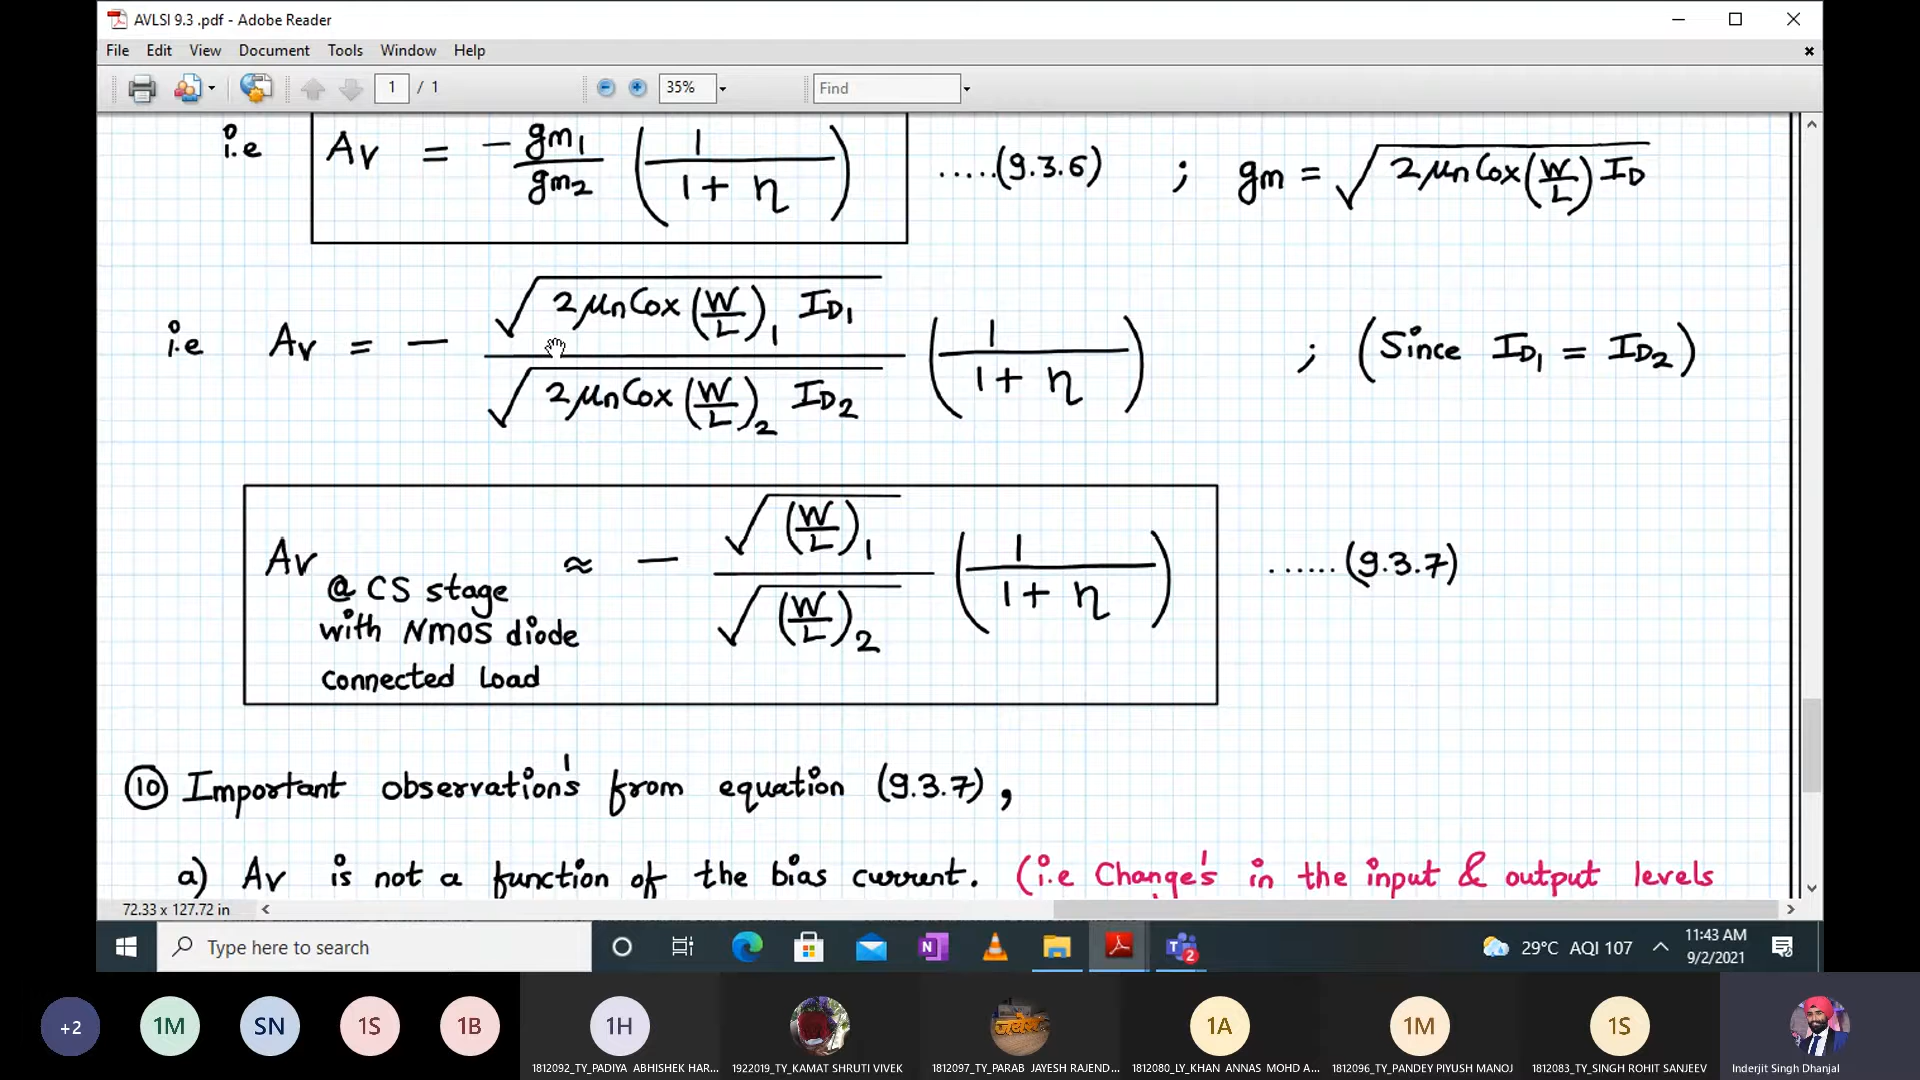 AVLSI 9.3 .pdf - Adobe Reader
File Edit View Document Tools Window Help
1 / 1 35% Find
i.e Av = - gm1/gm2 (1/(1 + η)) .....(9.3.6) ; gm = √(2μnCox(W/L) ID)
i.e Av = - √(2μnCox(W/L)1 ID1) / √(2μnCox(W/L)2 ID2) (1/(1 + η)) ; (Since ID1 = ID2)
Av @ CS stage with NMOS diode connected load ≈ - √((W/L)1) / √((W/L)2) (1/(1 + η)) ......(9.3.7)
10 Important observation's from equation (9.3.7),
a) Av is not a function of the bias current. (i.e Change's in the input & output levels
72.33 x 127.72 in
Type here to search
N
T 2
29°C AQI 107
11:43 AM
9/2/2021
+2 1M SN 1S 1B 1H 1A 1M 1S
1812092_TY_PADIYA ABHISHEK HAR... 1922019_TY_KAMAT SHRUTI VIVEK 1812097_TY_PARAB JAYESH RAJEND... 1812080_LY_KHAN ANNAS MOHD A... 1812096_TY_PANDEY PIYUSH MANOJ 1812083_TY_SINGH ROHIT SANJEEV Inderjit Singh Dhanjal